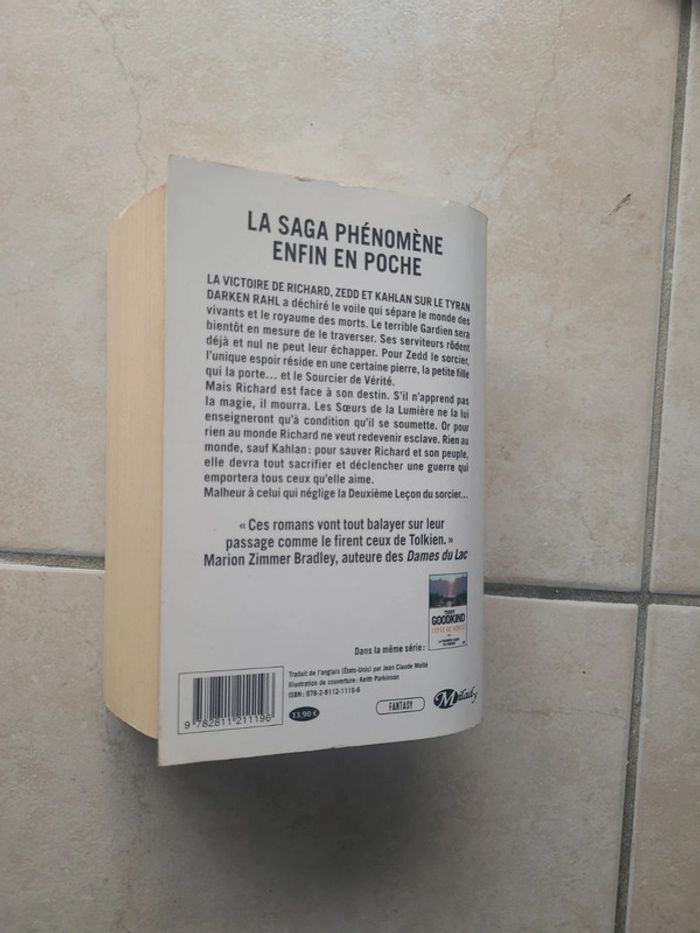 LA SAGA PHÉNOMÈNE
ENFIN EN POCHE
LA VICTOIRE DE RICHARD, ZEDD ET KAHLAN SUR LE TYRAN
DARKEN RAHL a déchiré le voile qui sépare le monde des
vivants et le royaume des morts. Le terrible Gardien sera
bientôt en mesure de le traverser. Ses serviteurs rôdent
déjà et nul ne peut leur échapper. Pour Zedd le sorcier,
l'unique espoir réside en une certaine pierre, la petite fille
qui la porte... et le Sourcier de Vérité.
Mais Richard est face à son destin. S'il n'apprend pas
la magie, il mourra. Les Sœurs de la Lumière ne la lui
enseigneront qu'à condition qu'il se soumette. Or pour
rien au monde Richard ne veut redevenir esclave. Rien au
monde, sauf Kahlan : pour sauver Richard et son peuple,
elle devra tout sacrifier et déclencher une guerre qui
emportera tous ceux qu'elle aime.
Malheur à celui qui néglige la Deuxième Leçon du sorcier...
« Ces romans vont tout balayer sur leur
passage comme le firent ceux de Tolkien. »
Marion Zimmer Bradley, auteure des Dames du Lac
TERRY
GOODKIND
L'ÉPÉE DE VÉRITÉ
Dans la même série :
Traduit de l'anglais (États-Unis) par Jean Claude Mallé
Illustration de couverture : Keith Parkinson
ISBN : 978-2-8112-1119-6
9 782811 211196
13,90 €
FANTASY
Milady